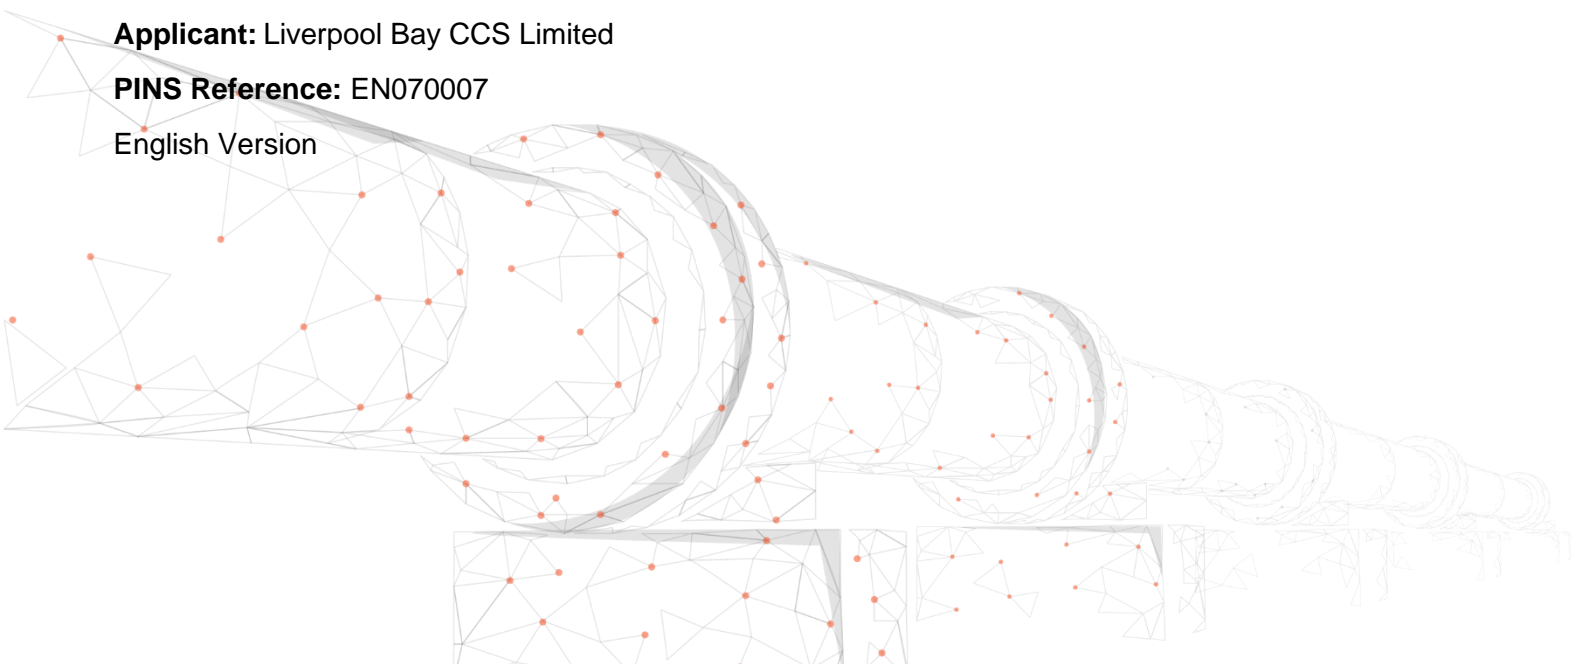 Applicant: Liverpool Bay CCS Limited
PINS Reference: EN070007
English Version